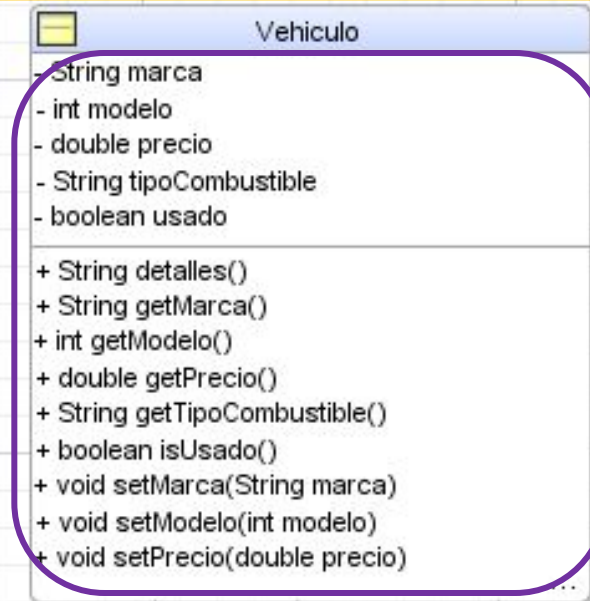 Vehiculo
- String marca
- int modelo
- double precio
- String tipoCombustible
- boolean usado
+ String detalles()
+ String getMarca()
+ int getModelo()
+ double getPrecio()
+ String getTipoCombustible()
+ boolean isUsado()
+ void setMarca(String marca)
+ void setModelo(int modelo)
+ void setPrecio(double precio)
...